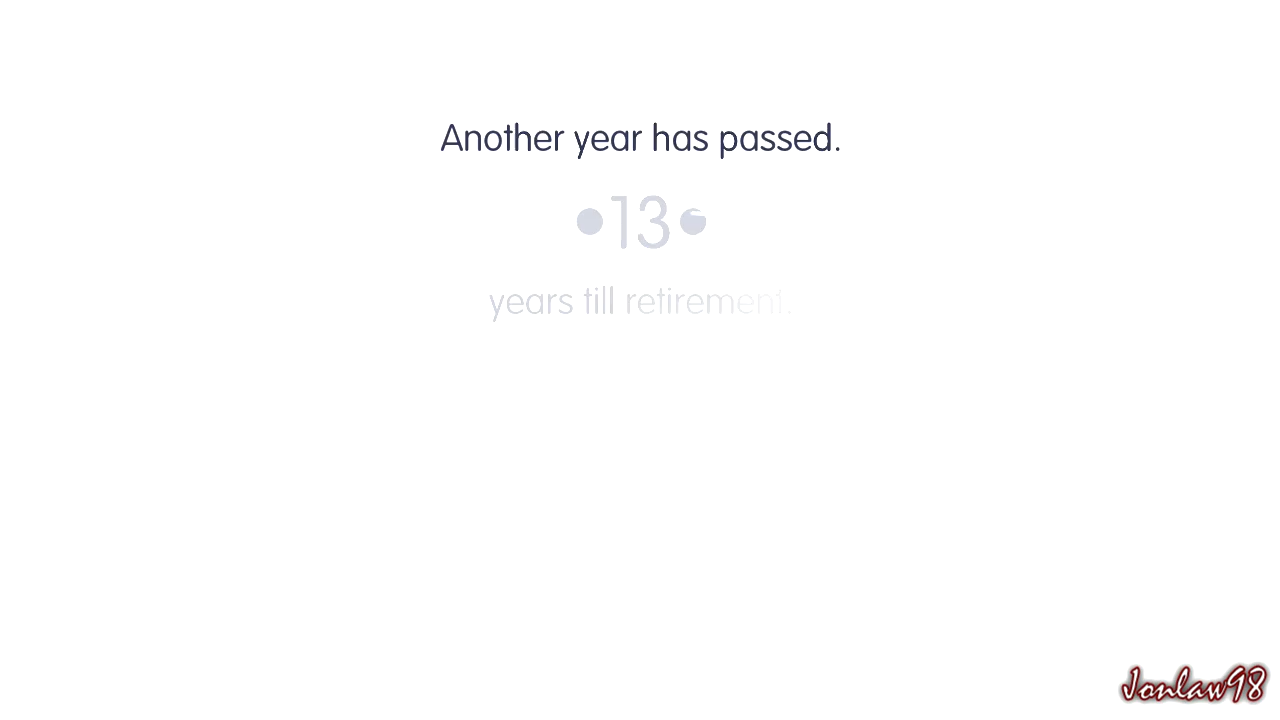 Another year has passed.
•13•
years till retirement.
Jonlaw98